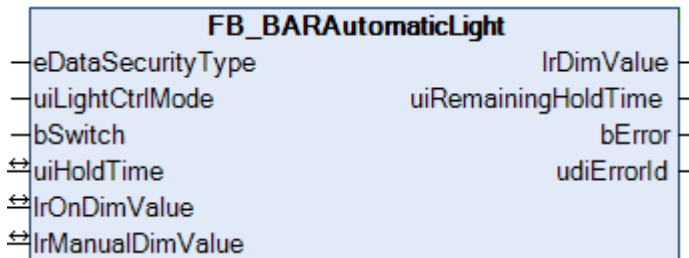 FB_BARAutomaticLight
eDataSecurityType lrDimValue
uiLightCtrlMode uiRemainingHoldTime
bSwitch bError
uiHoldTime udiErrorId
lrOnDimValue
lrManualDimValue